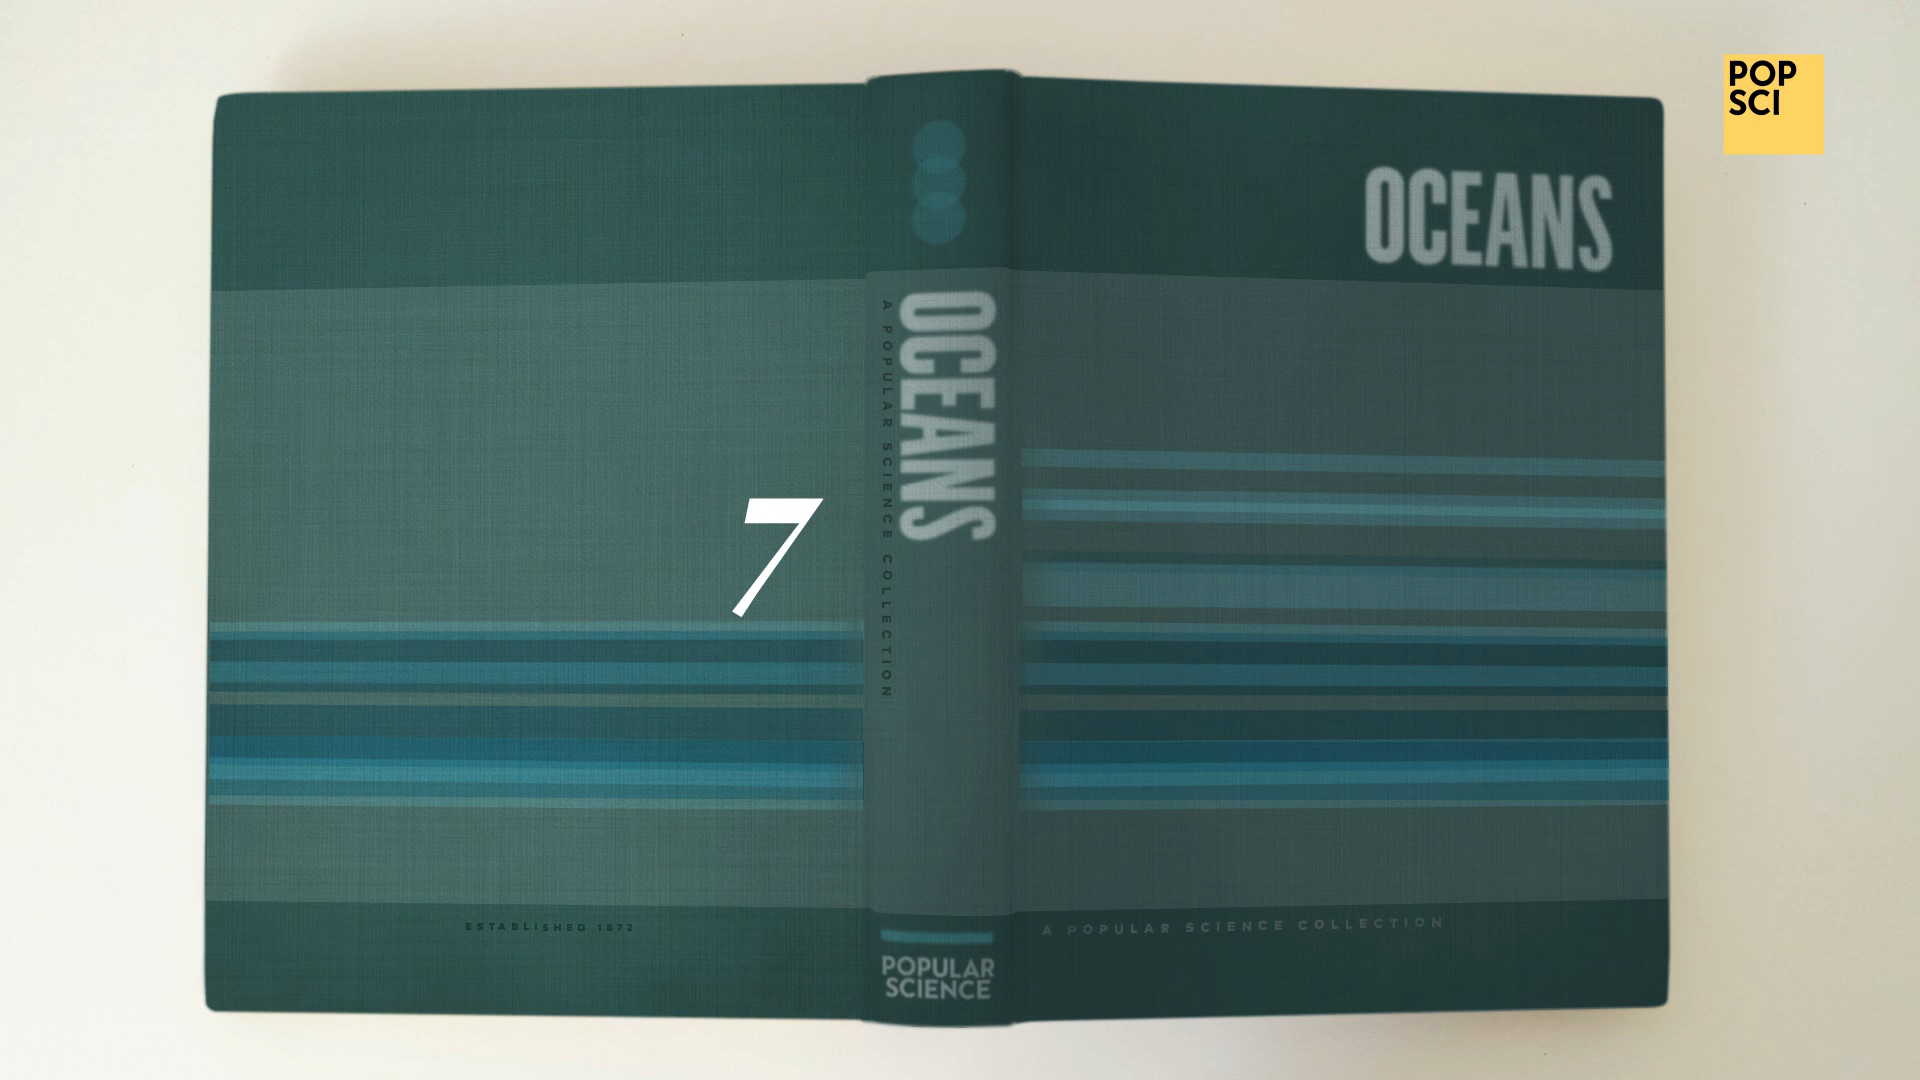 POP
SCI
OCEANS
A POPULAR SCIENCE COLLECTION
OCEANS
7
ESTABLISHED 1872
A POPULAR SCIENCE COLLECTION
POPULAR
SCIENCE